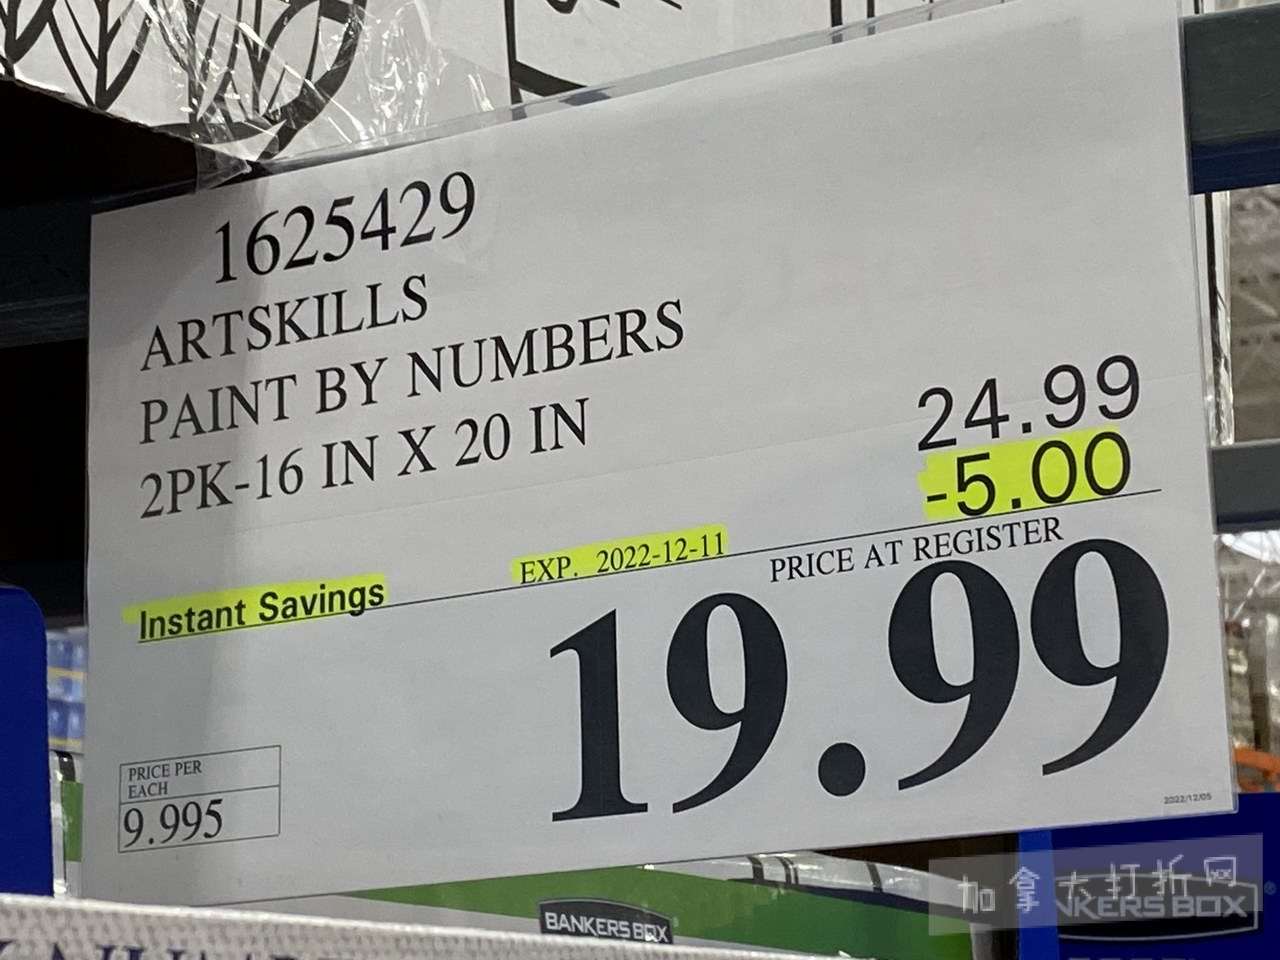 1625429
ARTSKILLS
PAINT BY NUMBERS
2PK-16 IN X 20 IN
24.99
-5.00
Instant Savings
EXP. 2022-12-11
PRICE AT REGISTER
19.99
PRICE PER
EACH
9.995
2022/12/05
BANKERS BOX
加拿大打折网
NKERS BOX